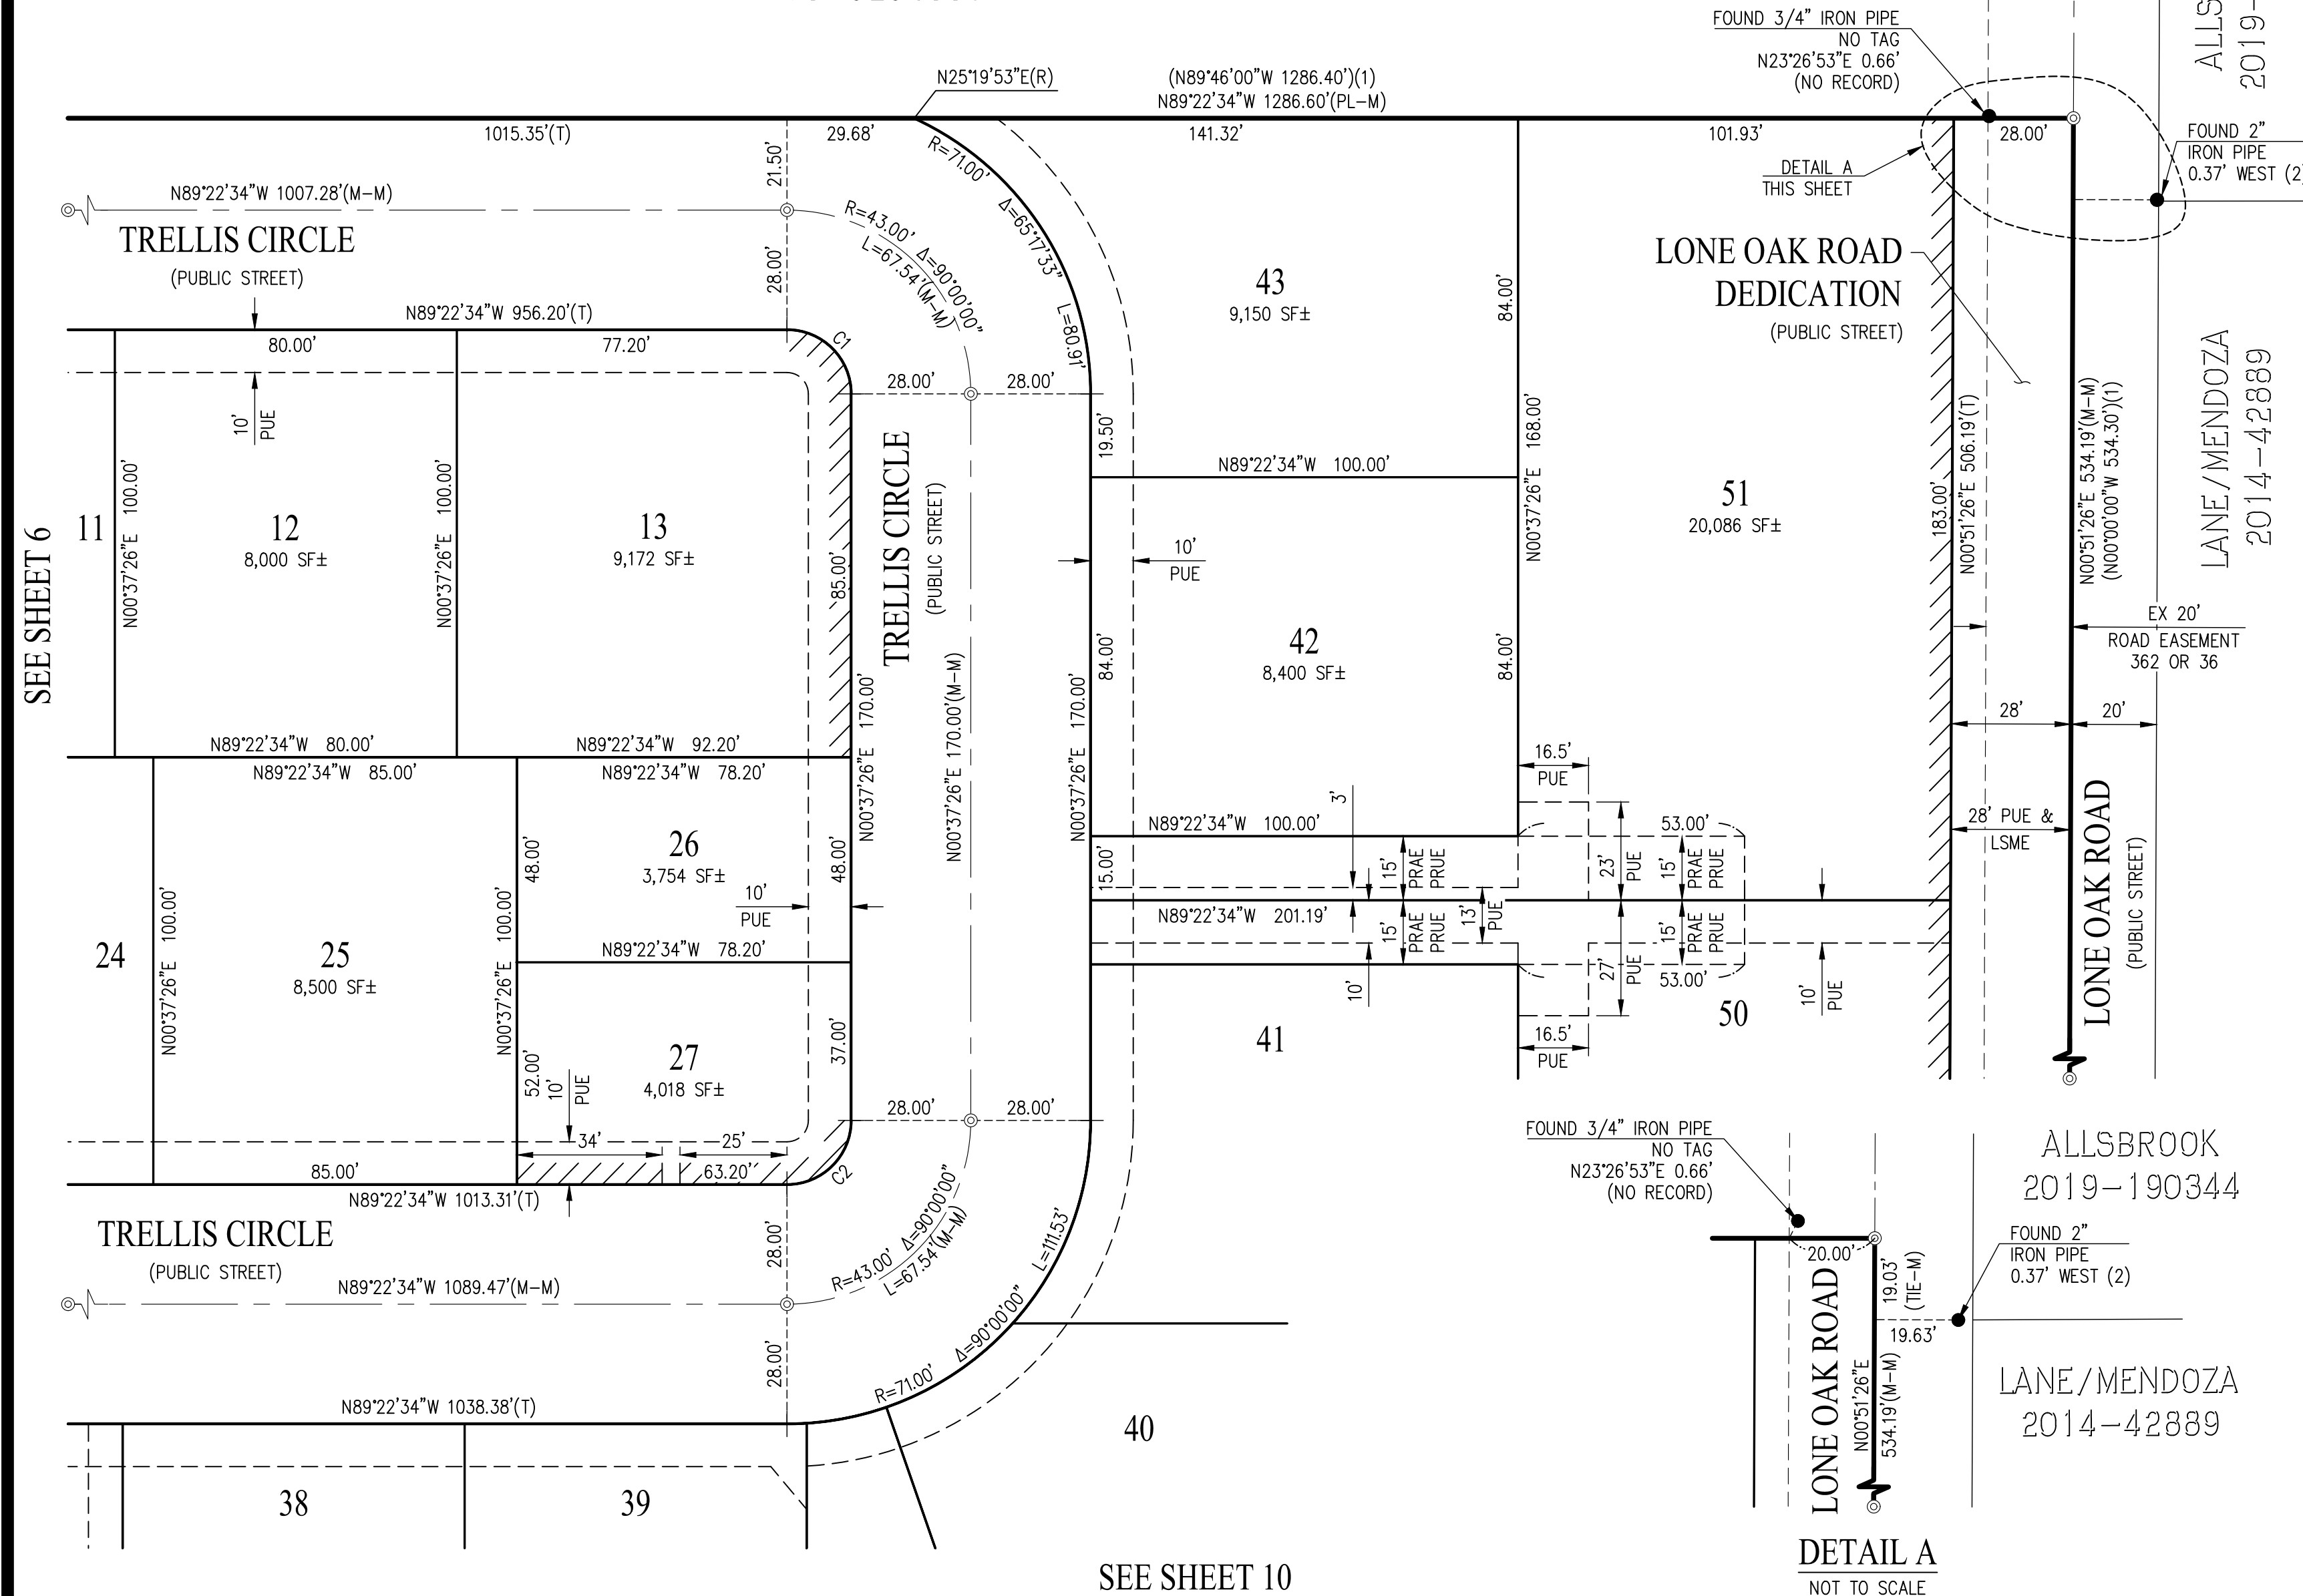 FOUND 3/4" IRON PIPE
NO TAG
N23°26'53"E 0.66'
(NO RECORD)
ALLS
2019-
N25°19'53"E(R)
(N89°46'00"W 1286.40')(1)
N89°22'34"W 1286.60'(PL-M)
1015.35'(T)
29.68'
141.32'
101.93'
28.00'
FOUND 2"
IRON PIPE
0.37' WEST (2)
DETAIL A
THIS SHEET
21.50'
R=71.00'
Δ=65°17'33"
L=80.91'
N89°22'34"W 1007.28'(M-M)
R=43.00' Δ=90°00'00"
L=67.54'(M-M)
TRELLIS CIRCLE
(PUBLIC STREET)
28.00'
LONE OAK ROAD
DEDICATION
(PUBLIC STREET)
43
9,150 SF±
84.00'
N89°22'34"W 956.20'(T)
80.00'
77.20'
C1
10'
PUE
28.00'
28.00'
19.50'
N00°37'26"E 168.00'
N00°51'26"E 506.19'(T)
183.00'
N00°51'26"E 534.19'(M-M)
(N00°00'00"W 534.30')(1)
LANE/MENDOZA
2014-42889
SEE SHEET 6
11
N00°37'26"E 100.00'
12
8,000 SF±
N00°37'26"E 100.00'
13
9,172 SF±
85.00'
TRELLIS CIRCLE
(PUBLIC STREET)
N89°22'34"W 100.00'
51
20,086 SF±
10'
PUE
EX 20'
ROAD EASEMENT
362 OR 36
42
8,400 SF±
84.00'
84.00'
N00°37'26"E 170.00'
N00°37'26"E 170.00'(M-M)
N00°37'26"E 170.00'
28'
20'
N89°22'34"W 80.00'
N89°22'34"W 92.20'
N89°22'34"W 85.00'
N89°22'34"W 78.20'
16.5'
PUE
3'
28' PUE &
LSME
LONE OAK ROAD
(PUBLIC STREET)
N89°22'34"W 100.00'
53.00'
48.00'
26
3,754 SF±
48.00'
10'
PUE
15.00'
15'
PRAE
PRUE
23'
PUE
15'
PRAE
PRUE
N89°22'34"W 201.19'
15'
PRAE
PRUE
13'
PUE
15'
PRAE
PRUE
24
N00°37'26"E 100.00'
25
8,500 SF±
N00°37'26"E 100.00'
N89°22'34"W 78.20'
10'
27'
PUE
53.00'
10'
PUE
50
27
4,018 SF±
37.00'
52.00'
10'
PUE
41
16.5'
PUE
28.00'
28.00'
34'
25'
85.00'
63.20'
C2
N89°22'34"W 1013.31'(T)
TRELLIS CIRCLE
(PUBLIC STREET)
28.00'
R=43.00' Δ=90°00'00"
L=67.54'(M-M)
N89°22'34"W 1089.47'(M-M)
28.00'
R=71.00'
Δ=90°00'00"
L=111.53'
N89°22'34"W 1038.38'(T)
38
39
40
FOUND 3/4" IRON PIPE
NO TAG
N23°26'53"E 0.66'
(NO RECORD)
ALLSBROOK
2019-190344
20.00'
19.03'
(TIE-M)
FOUND 2"
IRON PIPE
0.37' WEST (2)
19.63'
LONE OAK ROAD
N00°51'26"E
534.19'(M-M)
LANE/MENDOZA
2014-42889
DETAIL A
NOT TO SCALE
SEE SHEET 10